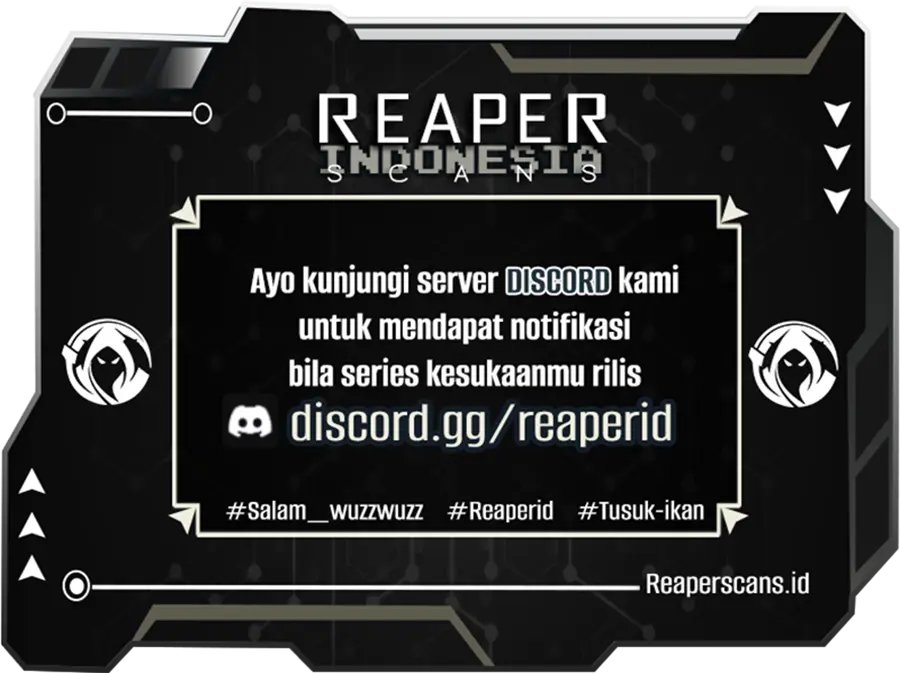 REAPER
INDONESIA
SCANS
Ayo kunjungi server DISCORD kami
untuk mendapat notifikasi
bila series kesukaanmu rilis
discord.gg/reaperid
#Salam__wuzzwuzz #Reaperid #Tusuk-ikan
Reaperscans.id